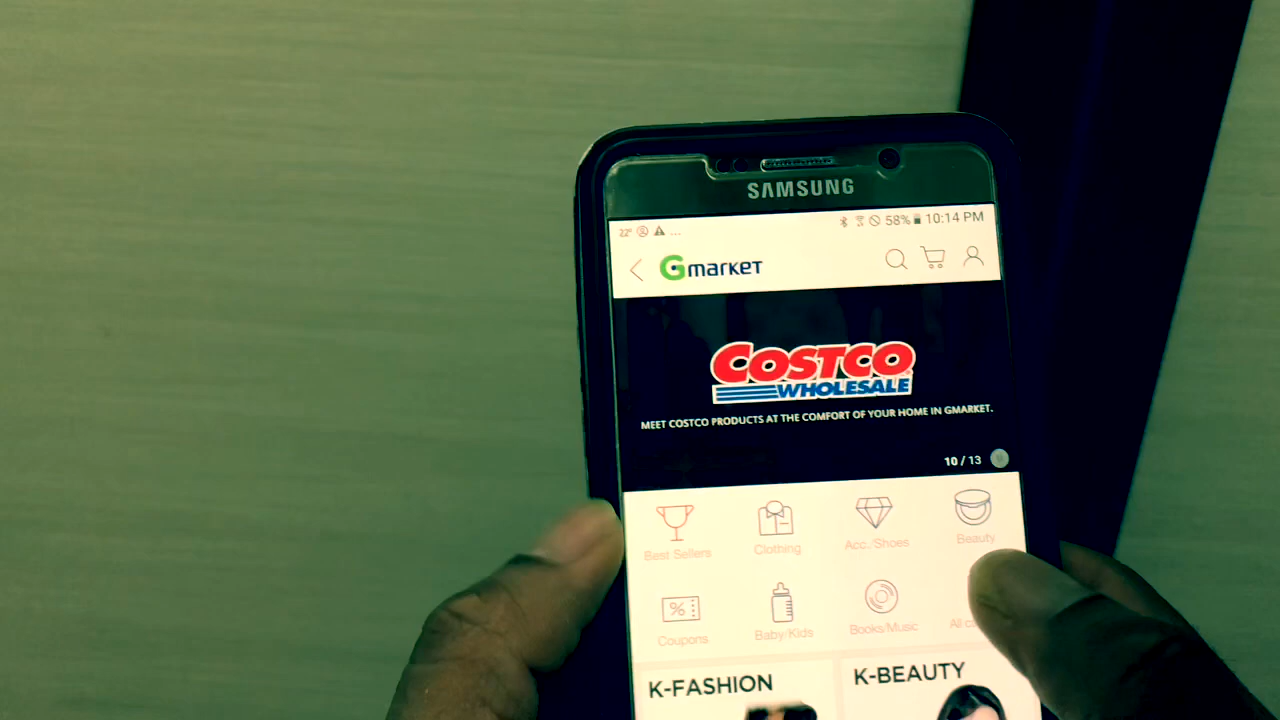 SAMSUNG
22° ... 58% 10:14 PM
Gmarket
COSTCO
WHOLESALE
MEET COSTCO PRODUCTS AT THE COMFORT OF YOUR HOME IN GMARKET.
10 / 13
Best Sellers Clothing Acc./Shoes Beauty
Coupons Baby/Kids Books/Music All
K-FASHION K-BEAUTY